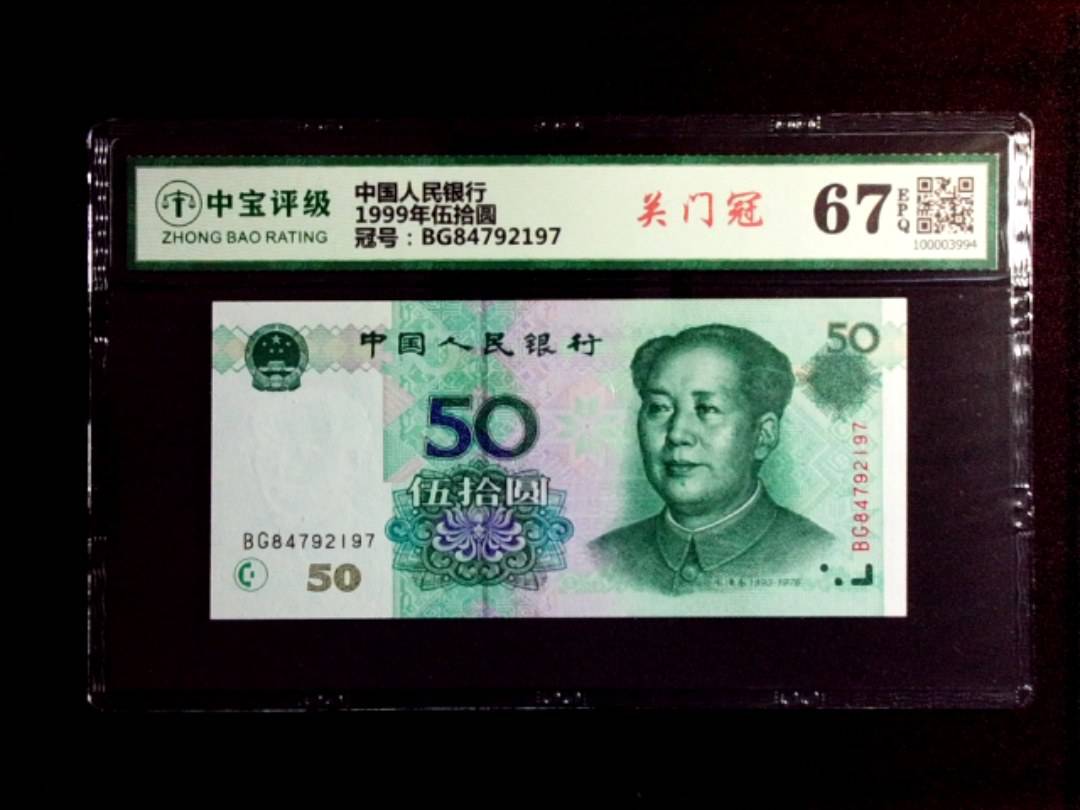 中宝评级
ZHONG BAO RATING
中国人民银行
1999年伍拾圆
冠号：BG84792197
关门冠
67
EPQ
100003994
中国人民银行
50
50
伍拾圆
BG84792197
50
BG84792197
1893-1976